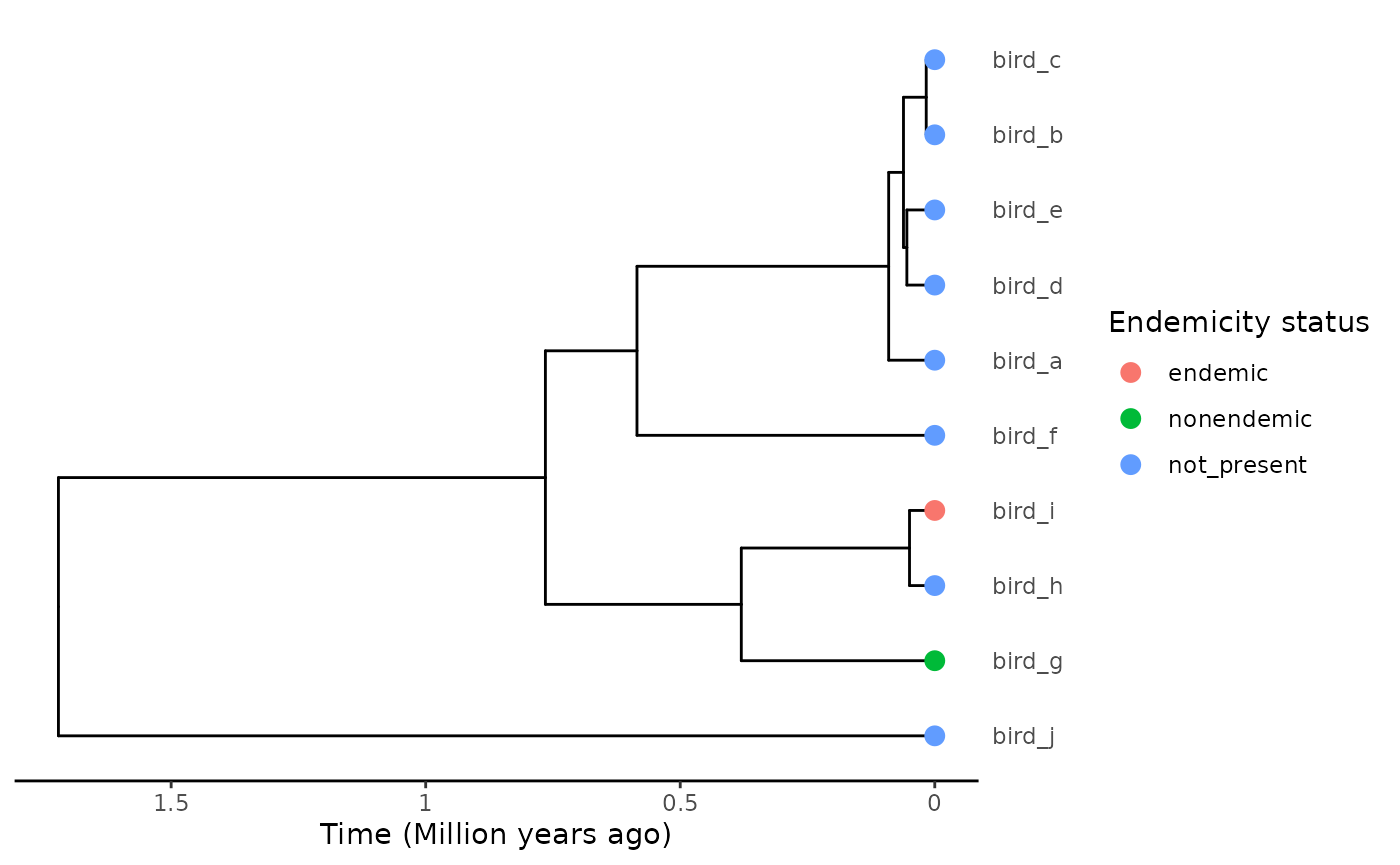 bird_c
bird_b
bird_e
bird_d
bird_a
bird_f
bird_i
bird_h
bird_g
bird_j
Endemicity status
endemic
nonendemic
not_present
1.5 1 0.5 0
Time (Million years ago)